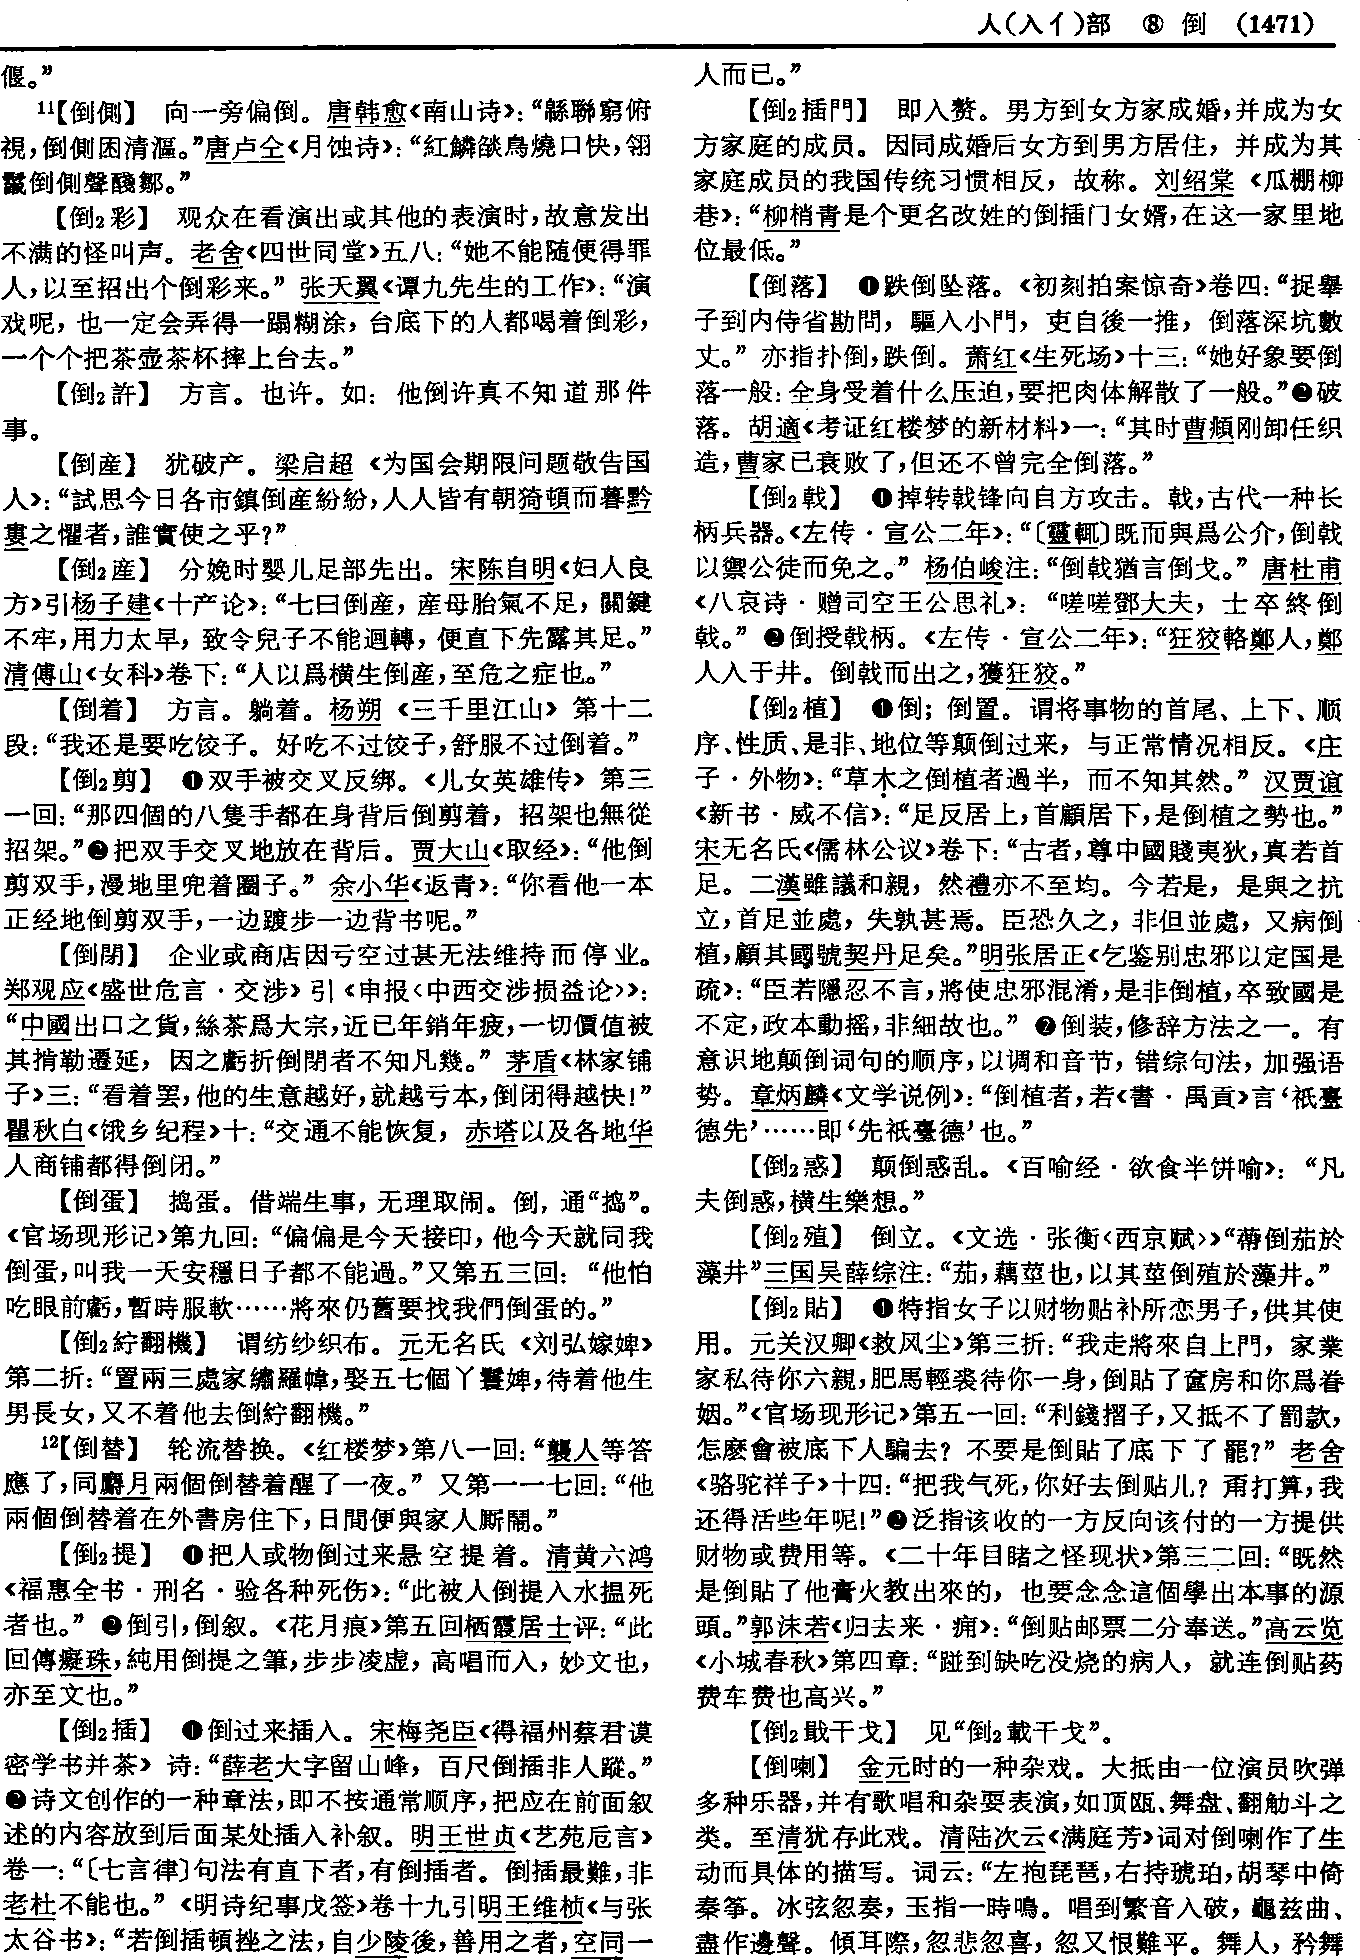 人(入亻)部 ⑧ 倒 (1471)
偃。”
11【倒側】 向一旁偏倒。唐韩愈《南山诗》：“緜聯窮俯
視，倒側困清漚。”唐卢仝《月蚀诗》：“紅鱗燄鳥燒口快，翎
鬣倒側聲醆鄒。”
【倒2彩】 观众在看演出或其他的表演时，故意发出
不满的怪叫声。老舍《四世同堂》五八：“她不能随便得罪
人，以至招出个倒彩来。” 张天翼《谭九先生的工作》：“演
戏呢，也一定会弄得一蹋糊涂，台底下的人都喝着倒彩，
一个个把茶壶茶杯摔上台去。”
【倒2許】 方言。也许。如：他倒许真不知道那件
事。
【倒産】 犹破产。梁启超《为国会期限问题敬告国
人》：“試思今日各市鎮倒産紛紛，人人皆有朝猗頓而暮黔
婁之懼者，誰實使之乎？”
【倒2産】 分娩时婴儿足部先出。宋陈自明《妇人良
方》引杨子建《十产论》：“七曰倒産，産母胎氣不足，關鍵
不牢，用力太早，致令兒子不能迴轉，便直下先露其足。”
清傅山《女科》卷下：“人以爲横生倒産，至危之症也。”
【倒着】 方言。躺着。杨朔《三千里江山》第十二
段：“我还是要吃饺子。好吃不过饺子，舒服不过倒着。”
【倒2剪】 ❶双手被交叉反绑。《儿女英雄传》第三
一回：“那四個的八隻手都在身背后倒剪着，招架也無從
招架。”❷把双手交叉地放在背后。贾大山《取经》：“他倒
剪双手，漫地里兜着圈子。” 余小华《返青》：“你看他一本
正经地倒剪双手，一边踱步一边背书呢。”
【倒閉】 企业或商店因亏空过甚无法维持而停业。
郑观应《盛世危言·交涉》引《申报〈中西交涉损益论〉》：
“中國出口之貨，絲茶爲大宗，近已年銷年疲，一切價值被
其掯勒遷延，因之虧折倒閉者不知凡幾。” 茅盾《林家铺
子》三：“看着罢，他的生意越好，就越亏本，倒闭得越快！”
瞿秋白《饿乡纪程》十：“交通不能恢复，赤塔以及各地华
人商铺都得倒闭。”
【倒蛋】 捣蛋。借端生事，无理取闹。倒，通“捣”。
《官场现形记》第九回：“偏偏是今天接印，他今天就同我
倒蛋，叫我一天安穩日子都不能過。”又第五三回：“他怕
吃眼前虧，暫時服軟……將來仍舊要找我們倒蛋的。”
【倒2紵翻機】 谓纺纱织布。元无名氏《刘弘嫁婢》
第二折：“置兩三處家繡羅幃，娶五七個丫鬟婢，待着他生
男長女，又不着他去倒紵翻機。”
12【倒替】 轮流替换。《红楼梦》第八一回：“襲人等答
應了，同麝月兩個倒替着醒了一夜。” 又第一一七回：“他
兩個倒替着在外書房住下，日間便與家人厮鬧。”
【倒2提】 ❶把人或物倒过来悬空提着。清黄六鸿
《福惠全书·刑名·验各种死伤》：“此被人倒提入水揾死
者也。” ❷倒引，倒叙。《花月痕》第五回栖霞居士评：“此
回傳癡珠，純用倒提之筆，步步凌虚，高唱而入，妙文也，
亦至文也。”
【倒2插】 ❶倒过来插入。宋梅尧臣《得福州蔡君谟
密学书并茶》诗：“薛老大字留山峰，百尺倒插非人蹤。”
❷诗文创作的一种章法，即不按通常顺序，把应在前面叙
述的内容放到后面某处插入补叙。明王世贞《艺苑卮言》
卷一：“〔七言律〕句法有直下者，有倒插者。倒插最難，非
老杜不能也。”《明诗纪事戊签》卷十九引明王维桢《与张
太谷书》：“若倒插頓挫之法，自少陵後，善用之者，空同一
人而已。”
【倒2插門】 即入赘。男方到女方家成婚，并成为女
方家庭的成员。因同成婚后女方到男方居住，并成为其
家庭成员的我国传统习惯相反，故称。刘绍棠《瓜棚柳
巷》：“柳梢青是个更名改姓的倒插门女婿，在这一家里地
位最低。”
【倒落】 ❶跌倒坠落。《初刻拍案惊奇》卷四：“捉舉
子到内侍省勘問，驅入小門，吏自後一推，倒落深坑數
丈。” 亦指扑倒，跌倒。萧红《生死场》十三：“她好象要倒
落一般：全身受着什么压迫，要把肉体解散了一般。”❷破
落。胡適《考证红楼梦的新材料》一：“其时曹頫刚卸任织
造，曹家已衰败了，但还不曾完全倒落。”
【倒2戟】 ❶掉转戟锋向自方攻击。戟，古代一种长
柄兵器。《左传·宣公二年》：“〔靈輒〕既而與爲公介，倒戟
以禦公徒而免之。” 杨伯峻注：“倒戟猶言倒戈。” 唐杜甫
《八哀诗·赠司空王公思礼》：“嗟嗟鄧大夫，士卒終倒
戟。” ❷倒授戟柄。《左传·宣公二年》：“狂狡輅鄭人，鄭
人入于井。倒戟而出之，獲狂狡。”
【倒2植】 ❶倒；倒置。谓将事物的首尾、上下、顺
序、性质、是非、地位等颠倒过来，与正常情况相反。《庄
子·外物》：“草木之倒植者過半，而不知其然。” 汉贾谊
《新书·威不信》：“足反居上，首顧居下，是倒植之勢也。”
宋无名氏《儒林公议》卷下：“古者，尊中國賤夷狄，真若首
足。二漢雖議和親，然禮亦不至均。今若是，是與之抗
立，首足並處，失孰甚焉。臣恐久之，非但並處，又病倒
植，顧其國號契丹足矣。”明张居正《乞鉴别忠邪以定国是
疏》：“臣若隱忍不言，將使忠邪混淆，是非倒植，卒致國是
不定，政本動摇，非細故也。” ❷倒装，修辞方法之一。有
意识地颠倒词句的顺序，以调和音节，错综句法，加强语
势。章炳麟《文学说例》：“倒植者，若《書·禹貢》言‘祇臺
德先’……即‘先祇臺德’也。”
【倒2惑】 颠倒惑乱。《百喻经·欲食半饼喻》：“凡
夫倒惑，横生樂想。”
【倒2殖】 倒立。《文选·张衡〈西京赋〉》“蔕倒茄於
藻井”三国吴薛综注：“茄，藕莖也，以其莖倒殖於藻井。”
【倒2貼】 ❶特指女子以财物贴补所恋男子，供其使
用。元关汉卿《救风尘》第三折：“我走將來自上門，家業
家私待你六親，肥馬輕裘待你一身，倒貼了奩房和你爲眷
姻。”《官场现形记》第五一回：“利錢摺子，又抵不了罰款，
怎麽會被底下人騙去？不要是倒貼了底下了罷？” 老舍
《骆驼祥子》十四：“把我气死，你好去倒贴儿？甭打算，我
还得活些年呢！”❷泛指该收的一方反向该付的一方提供
财物或费用等。《二十年目睹之怪现状》第三二回：“既然
是倒貼了他膏火教出來的，也要念念這個學出本事的源
頭。”郭沫若《归去来·痈》：“倒贴邮票二分奉送。”高云览
《小城春秋》第四章：“踫到缺吃没烧的病人，就连倒贴药
费车费也高兴。”
【倒2戢干戈】 见“倒2載干戈”。
【倒喇】 金元时的一种杂戏。大抵由一位演员吹弹
多种乐器，并有歌唱和杂耍表演，如顶瓯、舞盘、翻觔斗之
类。至清犹存此戏。清陆次云《满庭芳》词对倒喇作了生
动而具体的描写。词云：“左抱琵琶，右持琥珀，胡琴中倚
秦筝。冰弦忽奏，玉指一時鳴。唱到繁音入破，龜兹曲、
盡作邊聲。傾耳際，忽悲忽喜，忽又恨難平。舞人，矜舞